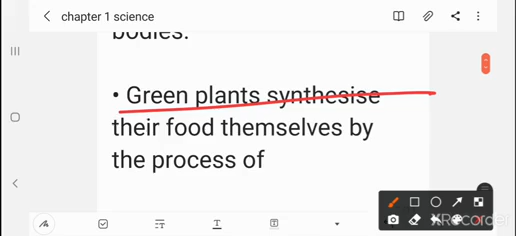 chapter 1 science
bodies.
• Green plants synthesise
their food themselves by
the process of
XRecorder